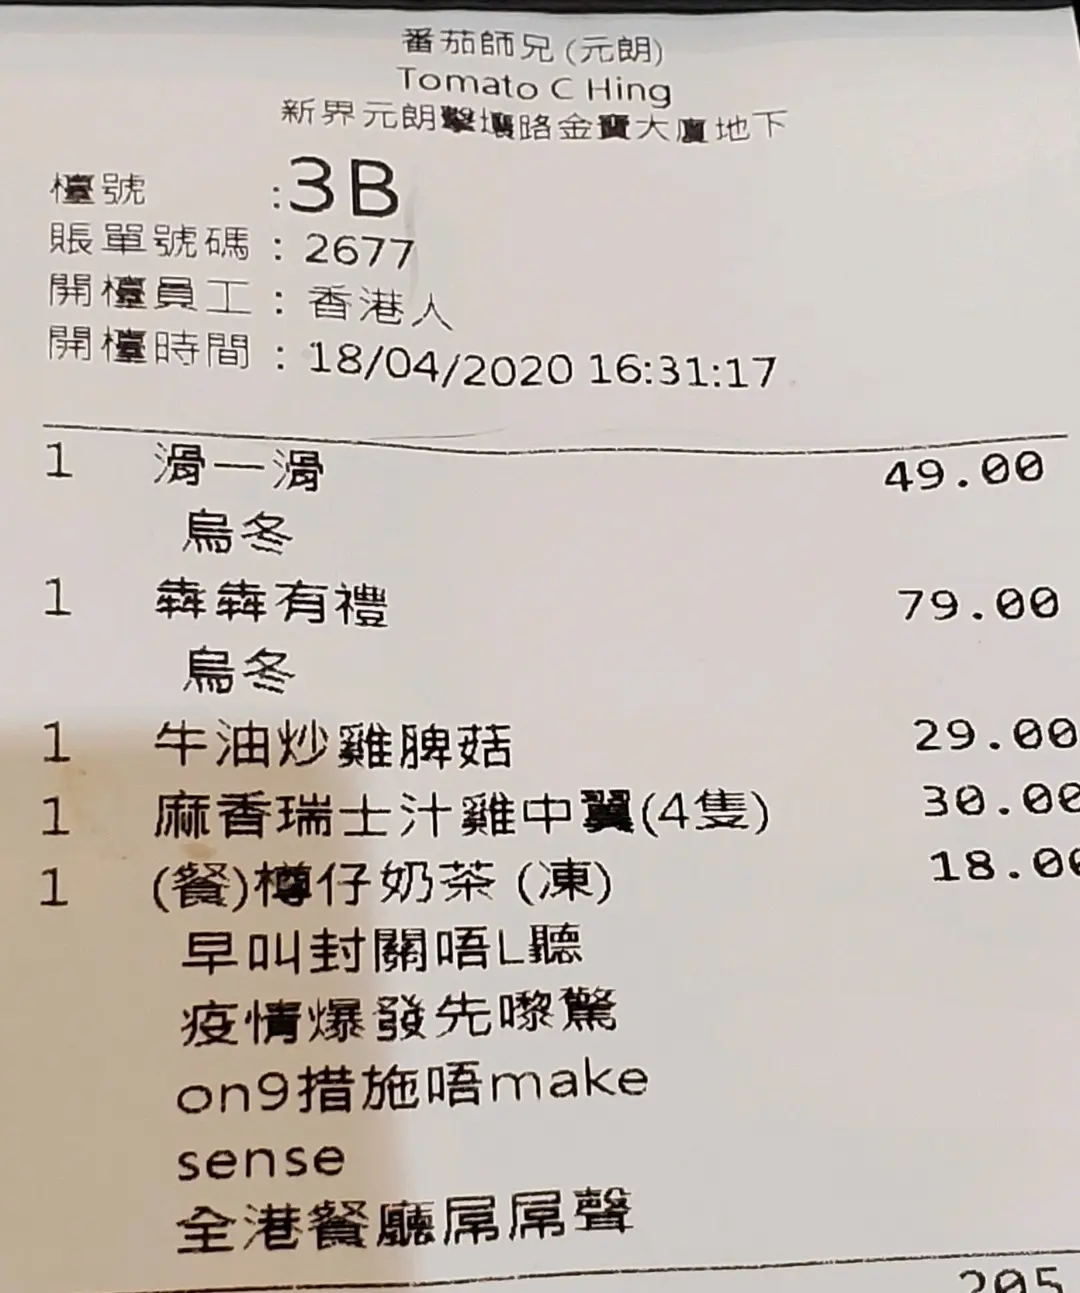 番茄師兄(元朗)
Tomato C Hing
新界元朗擊壤路金寶大廈地下
檯號 :3B
賬單號碼 : 2677
開檯員工 : 香港人
開檯時間 : 18/04/2020 16:31:17
1 滑一滑 49.00
烏冬
1 犇犇有禮 79.00
烏冬
1 牛油炒雞脾菇 29.00
1 麻香瑞士汁雞中翼(4隻) 30.00
1 (餐)樽仔奶茶 (凍) 18.00
早叫封關唔L聽
疫情爆發先嚟驚
on9措施唔make
sense
全港餐廳屌屌聲
205